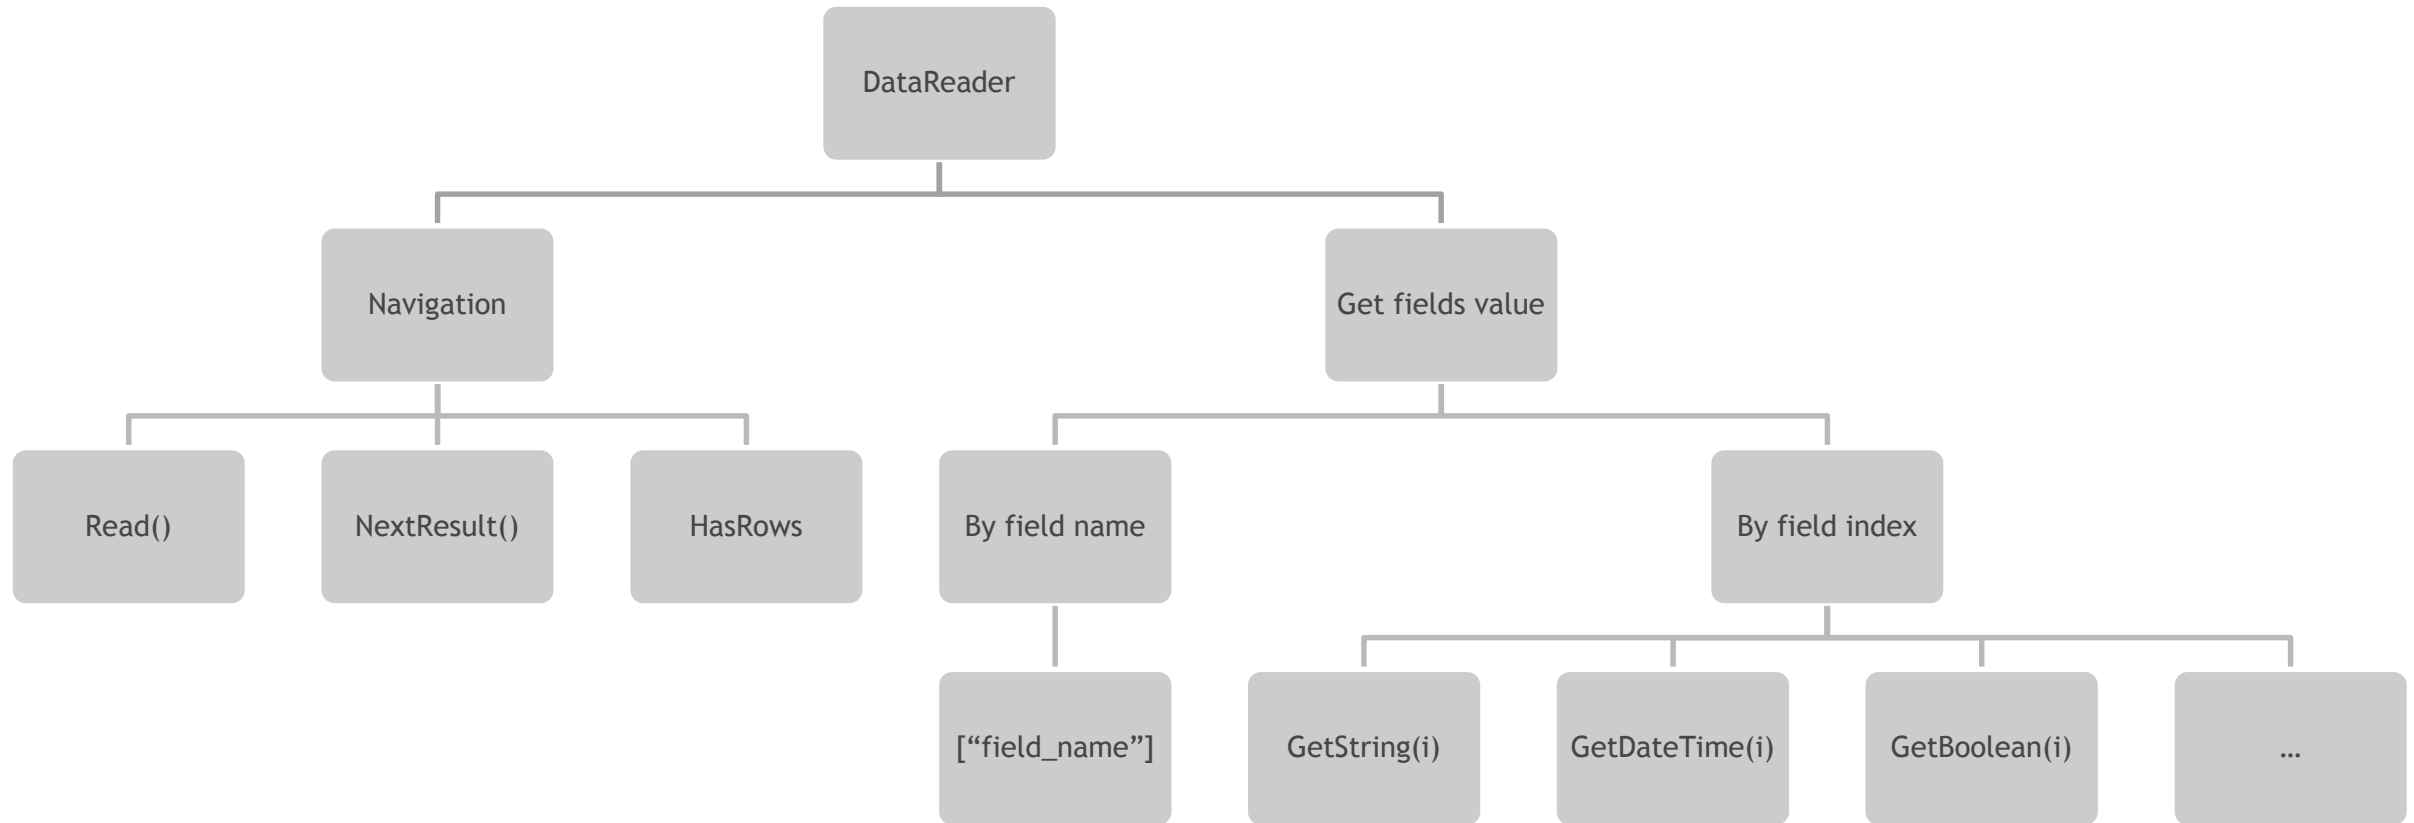 DataReader
Navigation
Get fields value
Read()
NextResult()
HasRows
By field name
By field index
[“field_name”]
GetString(i)
GetDateTime(i)
GetBoolean(i)
…